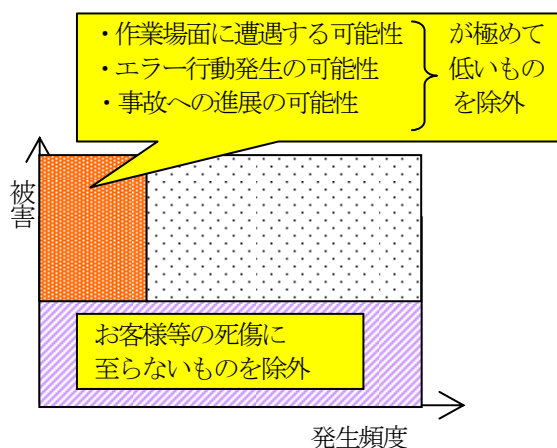 ・作業場面に遭遇する可能性 が極めて
・エラー行動発生の可能性 低いもの
・事故への進展の可能性 を除外
被害
お客様等の死傷に
至らないものを除外
発生頻度